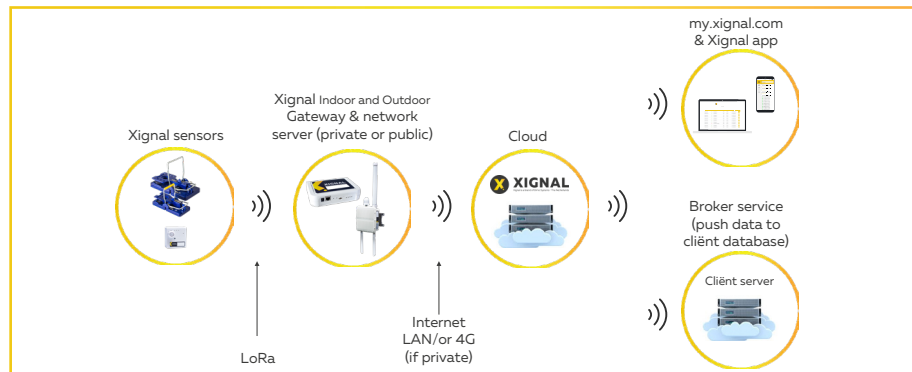 my.xignal.com
& Xignal app
Xignal Indoor and Outdoor
Gateway & network
server (private or public)
Xignal sensors
Cloud
XIGNAL
Broker service
(push data to
cliënt database)
Cliënt server
Internet
LAN/or 4G
(if private)
LoRa